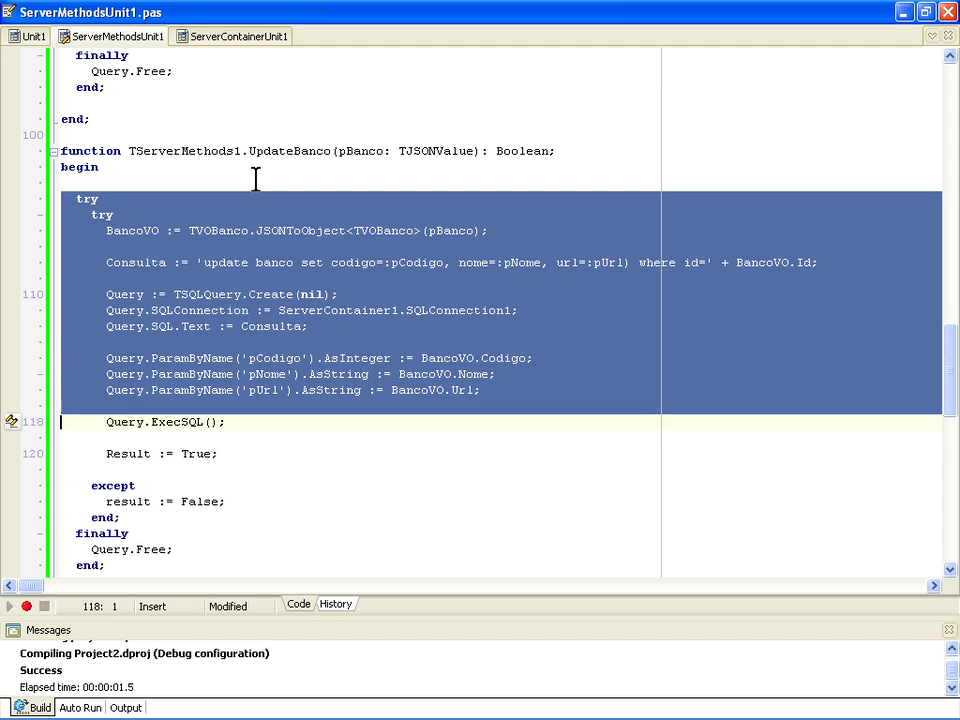 ServerMethodsUnit1.pas
Unit1 ServerMethodsUnit1 ServerContainerUnit1
finally
Query.Free;
end;
end;
100
function TServerMethods1.UpdateBanco(pBanco: TJSONValue): Boolean;
begin
try
try
BancoVO := TVOBanco.JSONToObject<TVOBanco>(pBanco);
Consulta := 'update banco set codigo=:pCodigo, nome=:pNome, url=:pUrl) where id=' + BancoVO.Id;
110 Query := TSQLQuery.Create(nil);
Query.SQLConnection := ServerContainer1.SQLConnection1;
Query.SQL.Text := Consulta;
Query.ParamByName('pCodigo').AsInteger := BancoVO.Codigo;
Query.ParamByName('pNome').AsString := BancoVO.Nome;
Query.ParamByName('pUrl').AsString := BancoVO.Url;
118 Query.ExecSQL();
120 Result := True;
except
result := False;
end;
finally
Query.Free;
end;
118: 1 Insert Modified Code History
Messages
Compiling Project2.dproj (Debug configuration)
Success
Elapsed time: 00:00:01.5
Build Auto Run Output